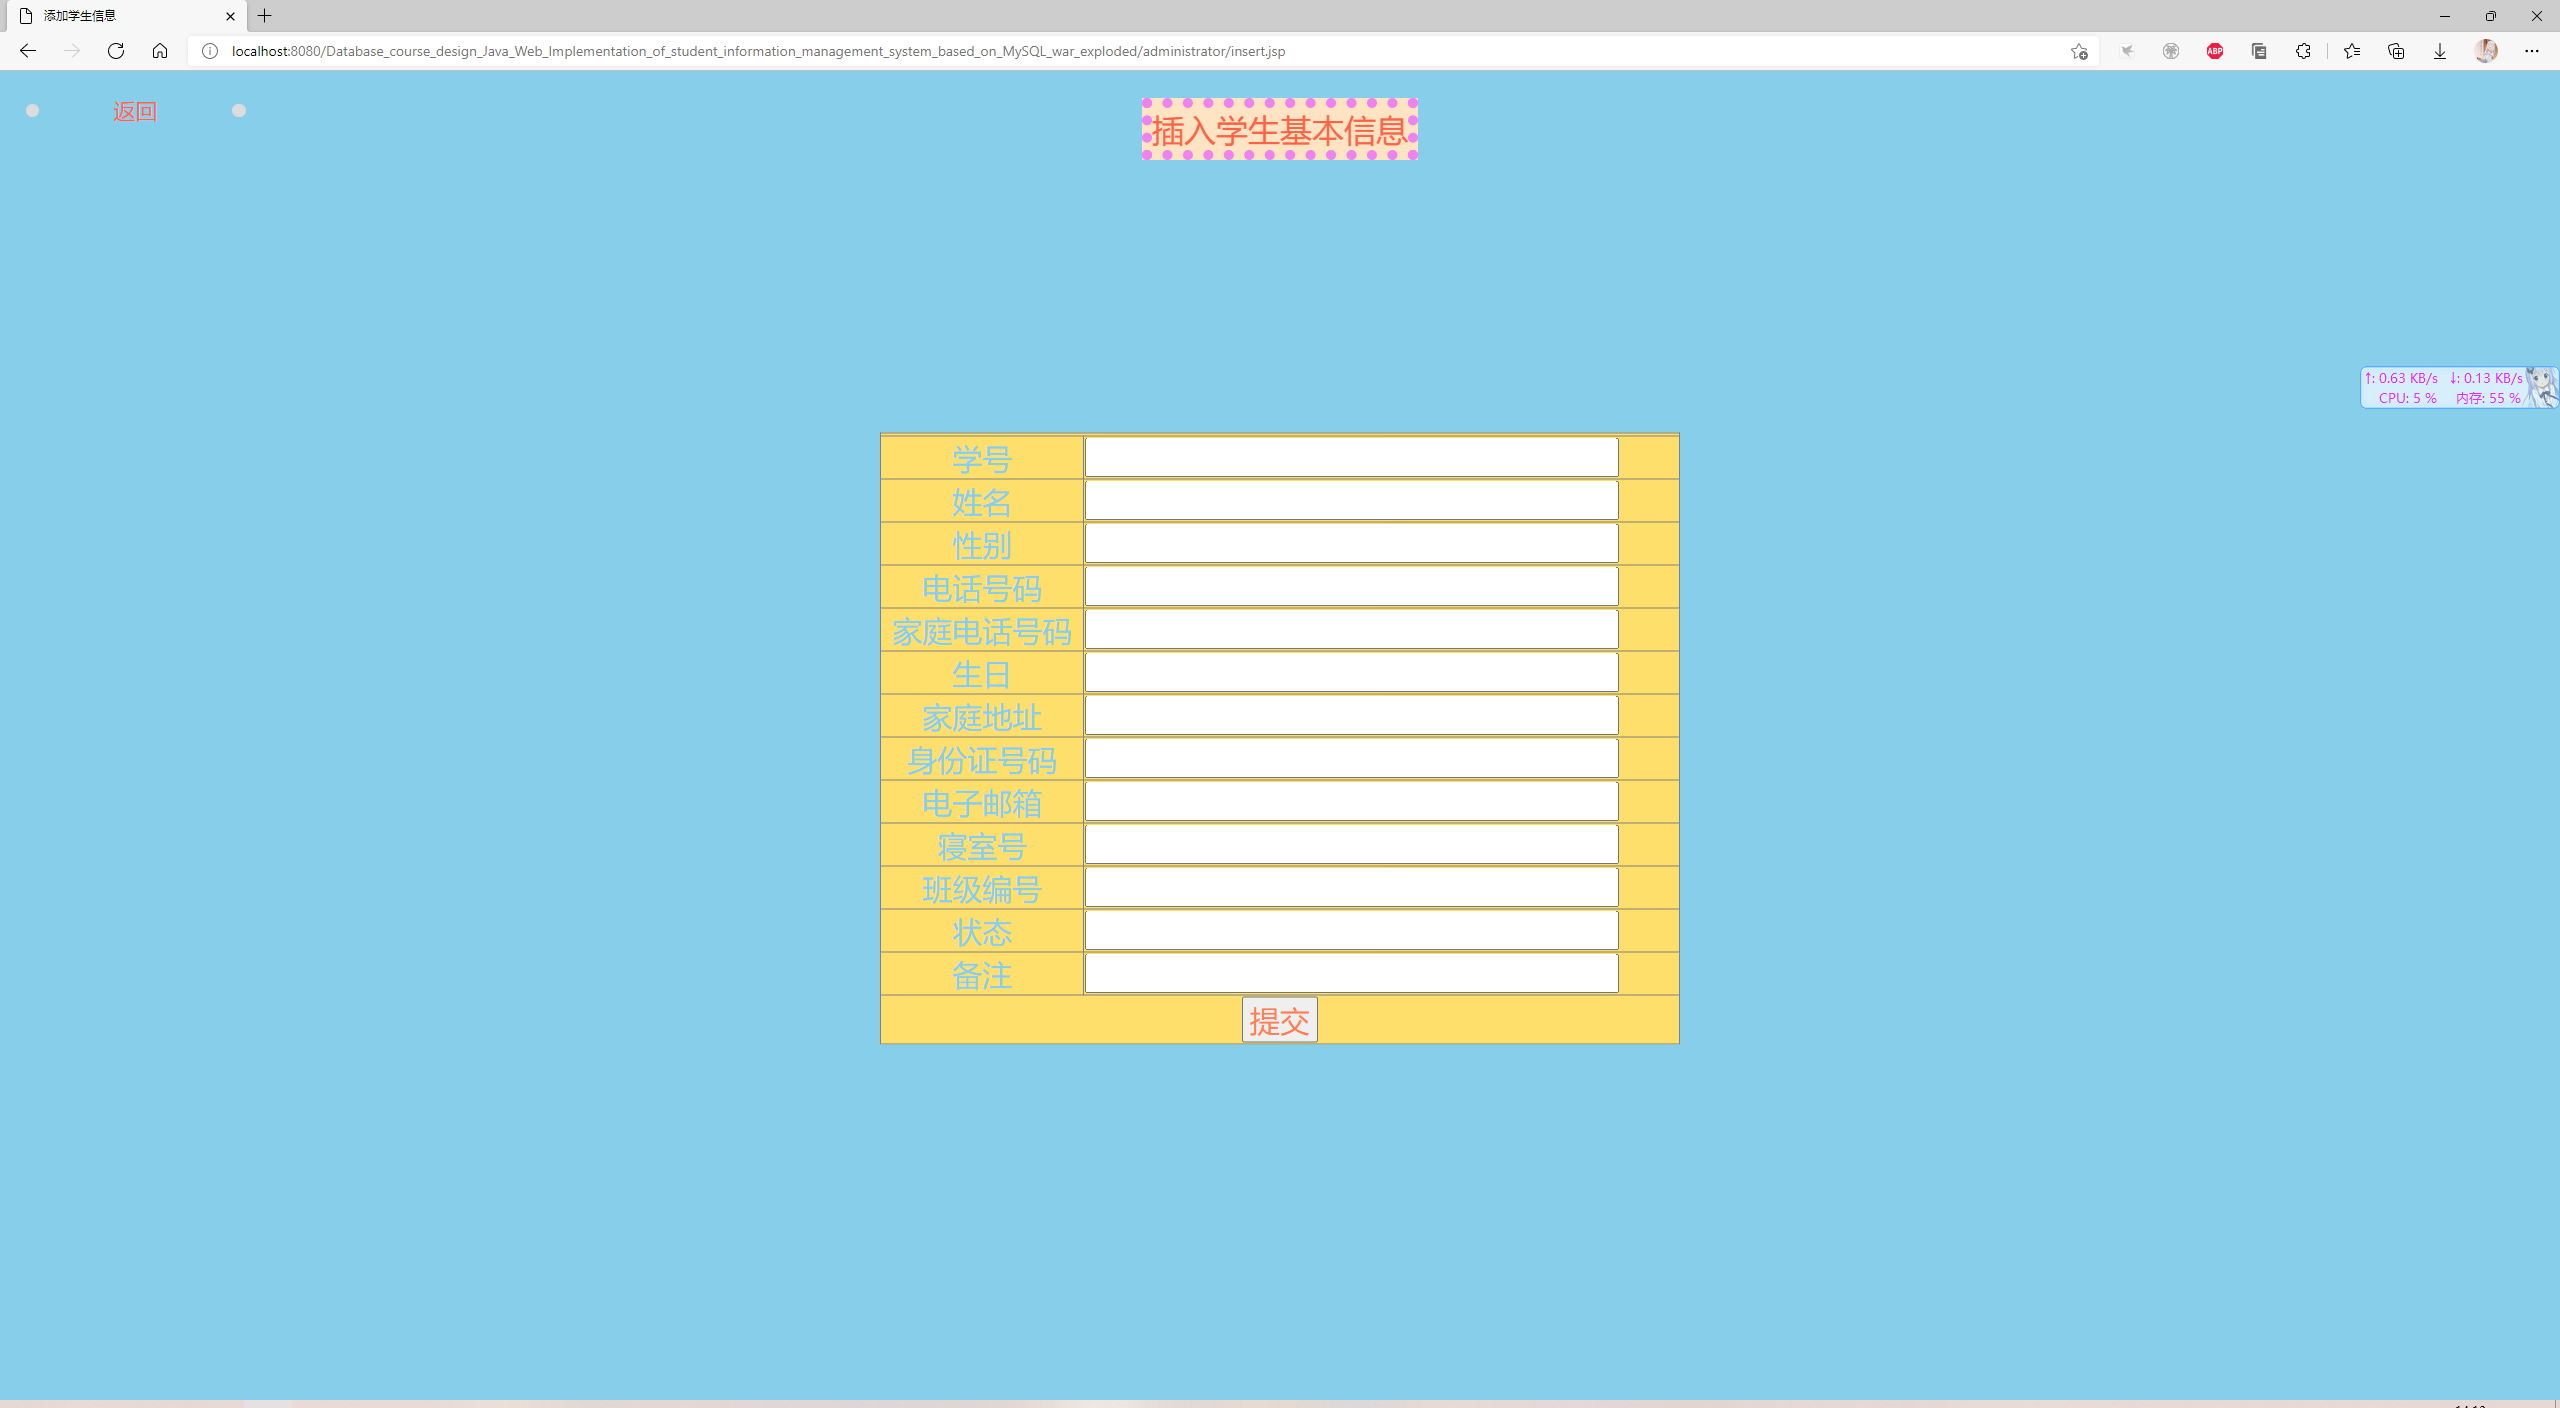 添加学生信息
localhost:8080/Database_course_design_Java_Web_Implementation_of_student_information_management_system_based_on_MySQL_war_exploded/administrator/insert.jsp
ABP
返回
插入学生基本信息
↑: 0.63 KB/s ↓: 0.13 KB/s
CPU: 5 % 内存: 55 %
学号
姓名
性别
电话号码
家庭电话号码
生日
家庭地址
身份证号码
电子邮箱
寝室号
班级编号
状态
备注
提交